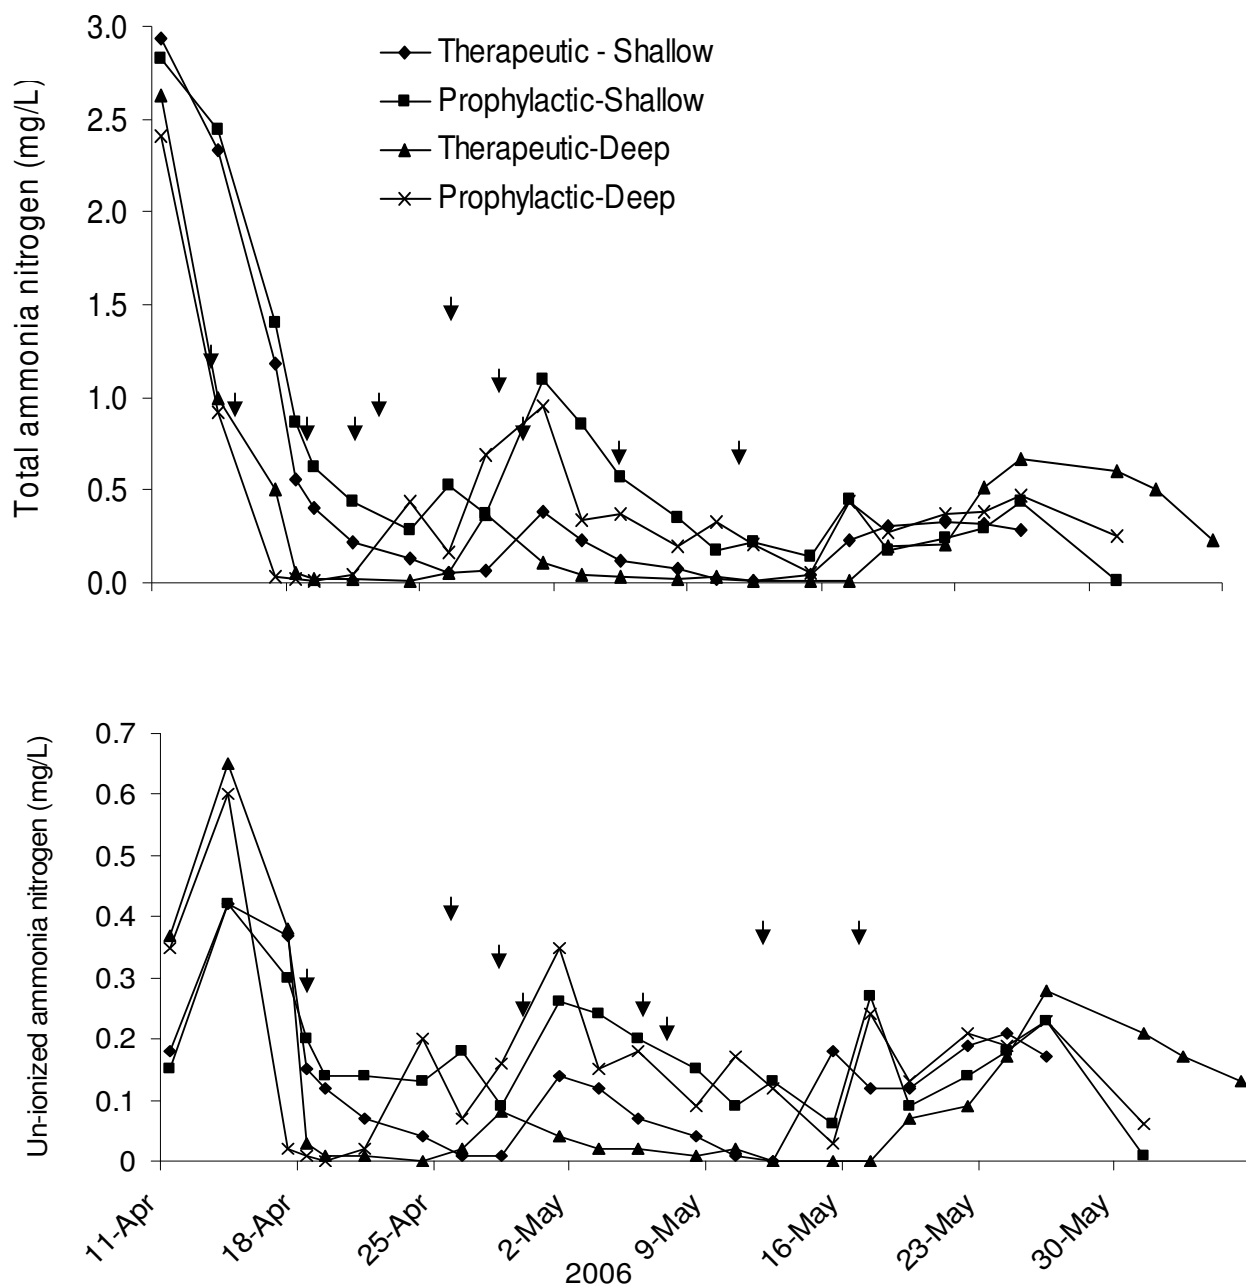 Total ammonia nitrogen (mg/L)
3.0
2.5
2.0
1.5
1.0
0.5
0.0
Therapeutic - Shallow
Prophylactic-Shallow
Therapeutic-Deep
Prophylactic-Deep
Un-ionized ammonia nitrogen (mg/L)
0.7
0.6
0.5
0.4
0.3
0.2
0.1
0
11-Apr
18-Apr
25-Apr
2-May
9-May
16-May
23-May
30-May
2006